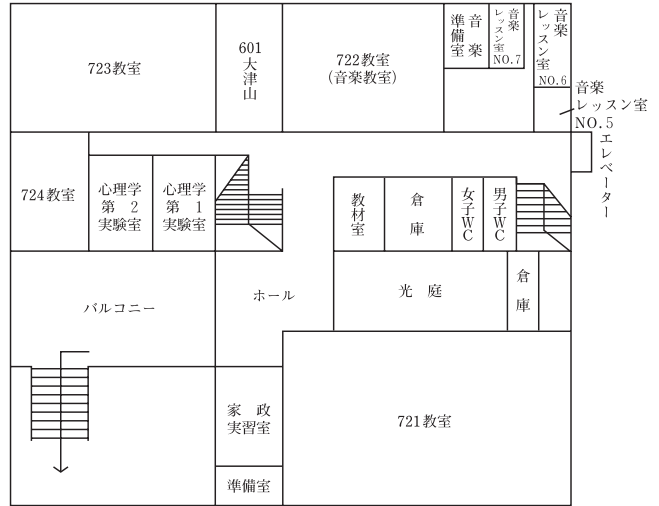 723教室
601
大津山
722教室
(音楽教室)
音楽
準備室
音楽
レッスン室
NO.7
音楽
レッスン室
NO.6
音楽
レッスン室
NO.5
エレベーター
724教室
心理学
第 2
実験室
心理学
第 1
実験室
教材室
倉庫
女子WC
男子WC
バルコニー
ホール
光 庭
倉庫
家 政
実習室
721教室
準備室